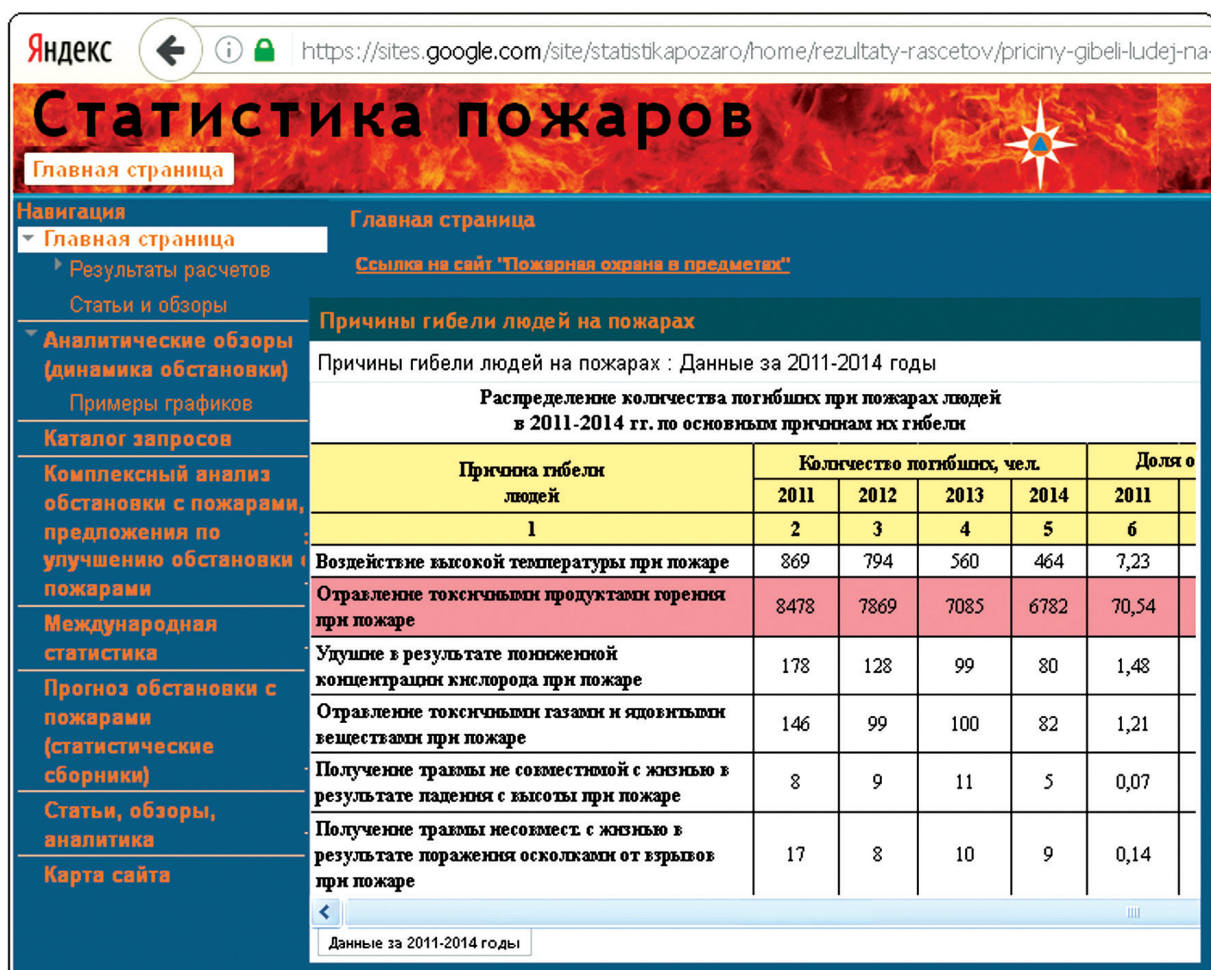 Яндекс
https://sites.google.com/site/statistikapozaro/home/rezultaty-rascetov/priciny-gibeli-ludej-na-
Статистика пожаров
Главная страница
Навигация
Главная страница
Результаты расчетов
Статьи и обзоры
Аналитические обзоры
(динамика обстановки)
Примеры графиков
Каталог запросов
Комплексный анализ
обстановки с пожарами,
предложения по
улучшению обстановки с
пожарами
Международная
статистика
Прогноз обстановки с
пожарами
(статистические
сборники)
Статьи, обзоры,
аналитика
Карта сайта
Главная страница
Ссылка на сайт "Пожарная охрана в предметах"
Причины гибели людей на пожарах
Причины гибели людей на пожарах : Данные за 2011-2014 годы
Распределение количества погибших при пожарах людей
в 2011-2014 гг. по основным причинам их гибели
Причина гибели
людей
Количество погибших, чел.
Доля о
2011 2012 2013 2014 2011
1 2 3 4 5 6
Воздействие высокой температуры при пожаре 869 794 560 464 7,23
Отравление токсичными продуктами горения
при пожаре 8478 7869 7085 6782 70,54
Удушие в результате пониженной
концентрации кислорода при пожаре 178 128 99 80 1,48
Отравление токсичными газами и ядовитыми
веществами при пожаре 146 99 100 82 1,21
Получение травмы не совместимой с жизнью в
результате падения с высоты при пожаре 8 9 11 5 0,07
Получение травмы несовмест. с жизнью в
результате поражения осколками от взрывов
при пожаре 17 8 10 9 0,14
Данные за 2011-2014 годы